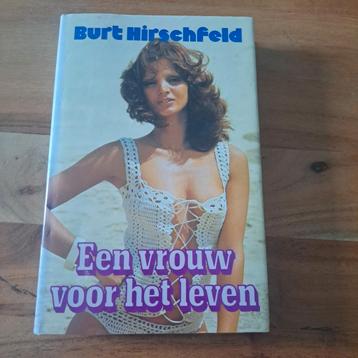 Burt Hirschfeld
Een vrouw
voor het leven